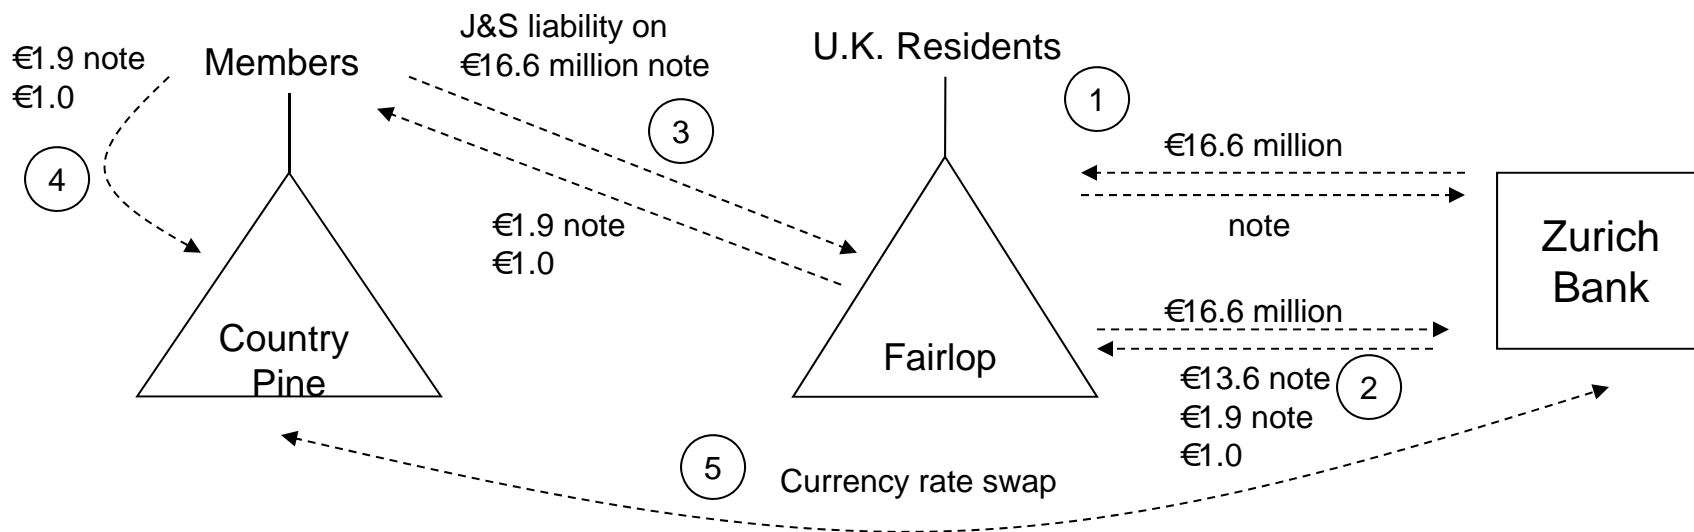 €1.9 note
€1.0
Members
J&S liability on
€16.6 million note
U.K. Residents
1
3
€16.6 million
4
note
€1.9 note
€1.0
Zurich
Bank
€16.6 million
Country
Pine
Fairlop
€13.6 note
2
€1.9 note
€1.0
5
Currency rate swap